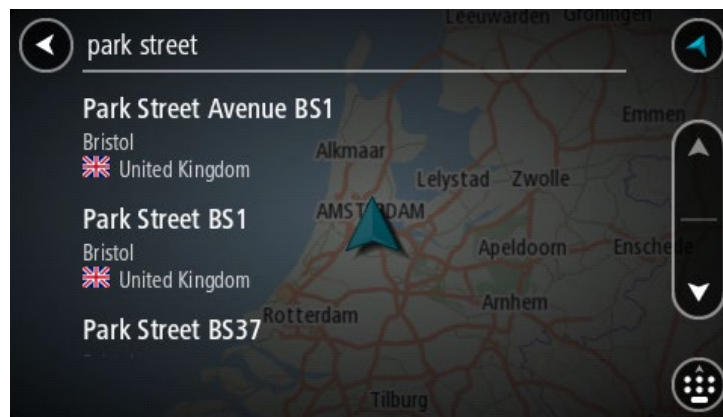 park street
Park Street Avenue BS1
Bristol
United Kingdom
Park Street BS1
Bristol
United Kingdom
Park Street BS37
Leeuwarden Groningen
Emmen
Alkmaar
Lelystad Zwolle
AMSTERDAM
Apeldoorn Enschede
Arnhem
Rotterdam
Tilburg